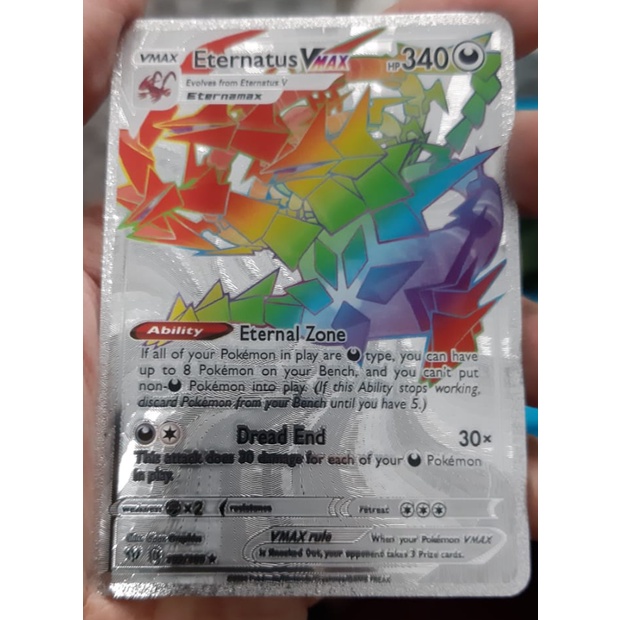 VMAX Eternatus VMAX HP 340
Evolves from Eternatus V
Eternamax
Ability Eternal Zone
If all of your Pokémon in play are type, you can have
up to 8 Pokémon on your Bench, and you can't put
non- Pokémon into play. (If this Ability stops working,
discard Pokémon from your Bench until you have 5.)
Dread End 30×
This attack does 30 damage for each of your Pokémon
in play.
weakness ×2 resistance retreat
VMAX rule When your Pokémon VMAX
is Knocked Out, your opponent takes 3 Prize cards.